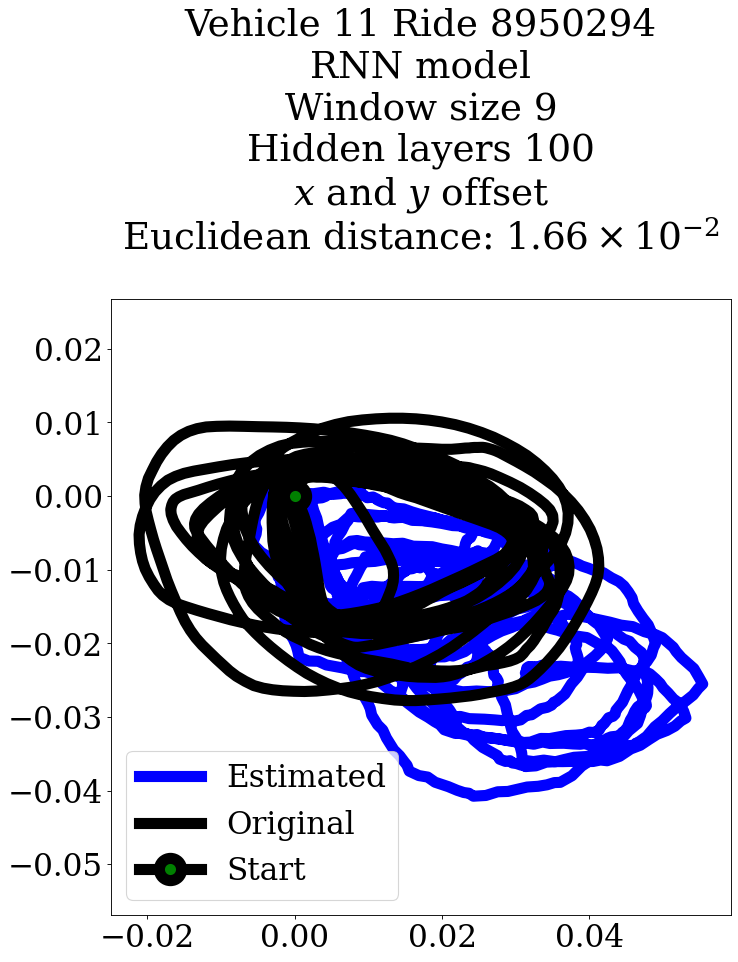 Vehicle 11 Ride 8950294
RNN model
Window size 9
Hidden layers 100
x and y offset
Euclidean distance: 1.66 × 10⁻²
0.02
0.01
0.00
−0.01
−0.02
−0.03
−0.04
−0.05
Estimated
Original
Start
−0.02 0.00 0.02 0.04